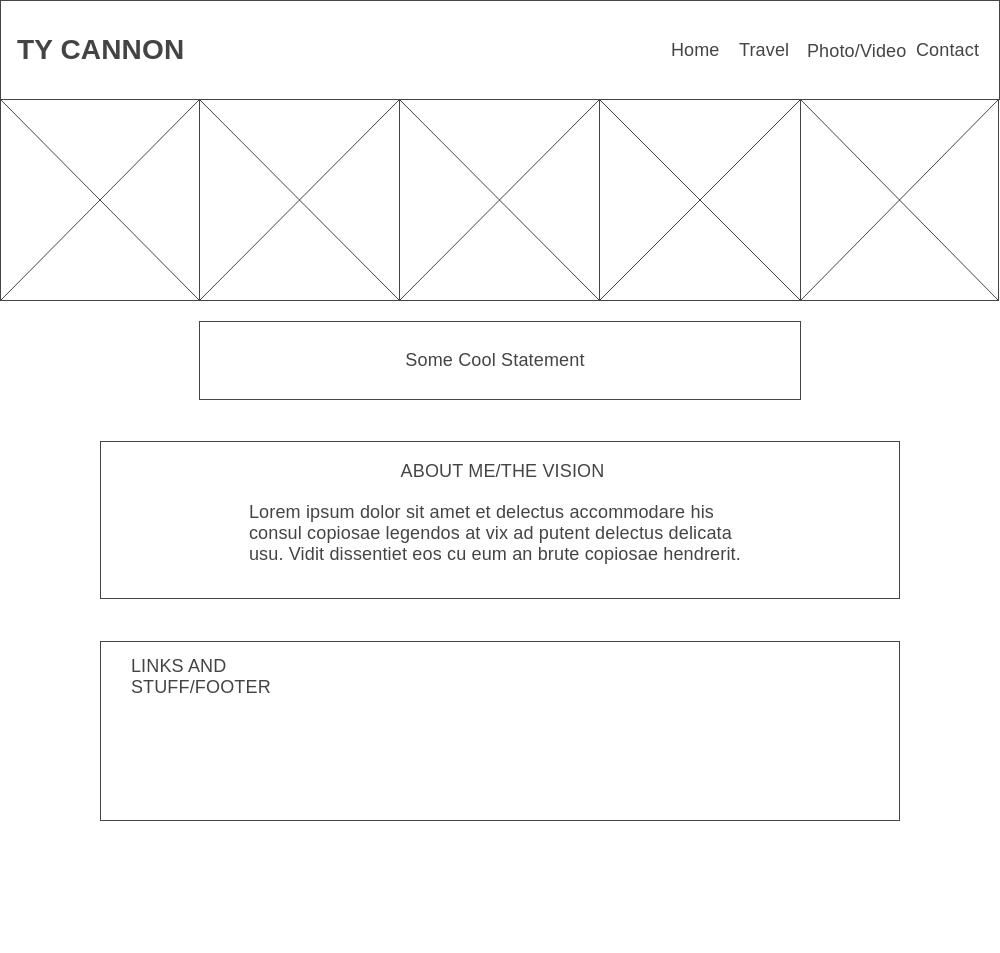 TY CANNON
Home Travel Photo/Video Contact
Some Cool Statement
ABOUT ME/THE VISION
Lorem ipsum dolor sit amet et delectus accommodare his
consul copiosae legendos at vix ad putent delectus delicata
usu. Vidit dissentiet eos cu eum an brute copiosae hendrerit.
LINKS AND
STUFF/FOOTER